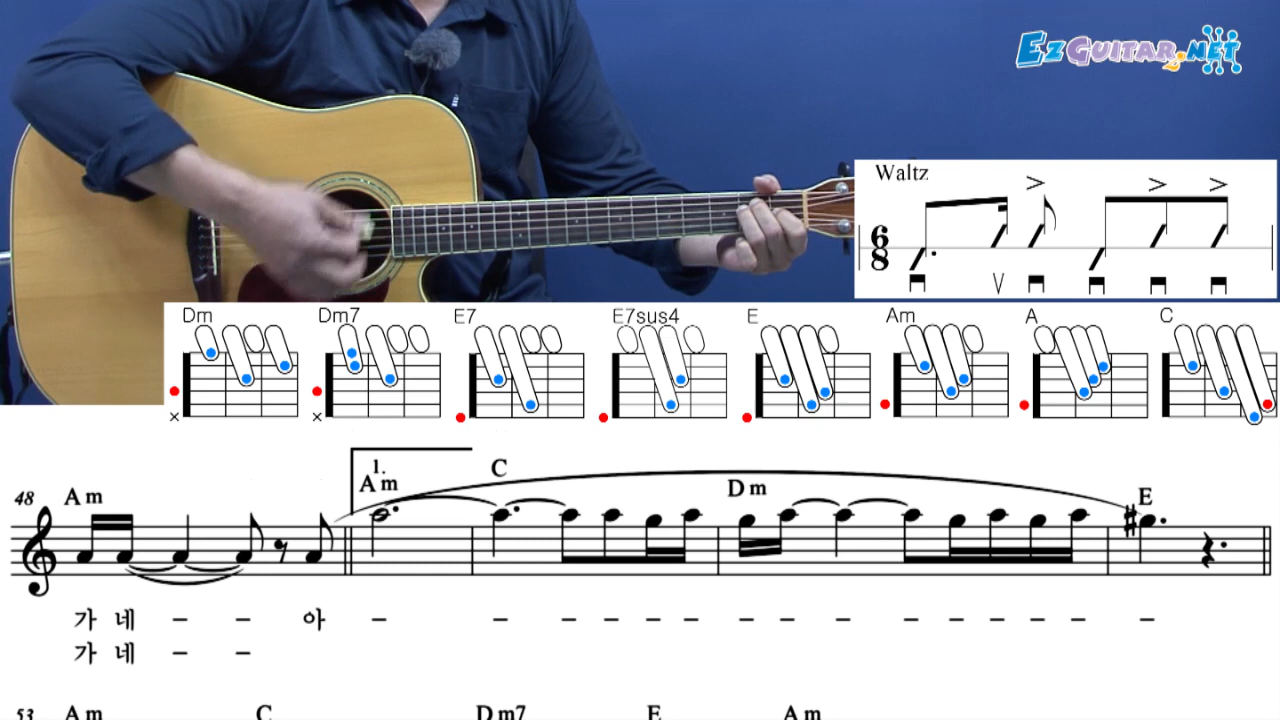 EZGUITAR.NET
Waltz
6
8
Dm Dm7 E7 E7sus4 E Am A C
1.
48 Am Am C Dm E
가 네 – – 아 – – – – – – – – – – – – – – –
가 네 – –
53 Am C Dm7 E Am